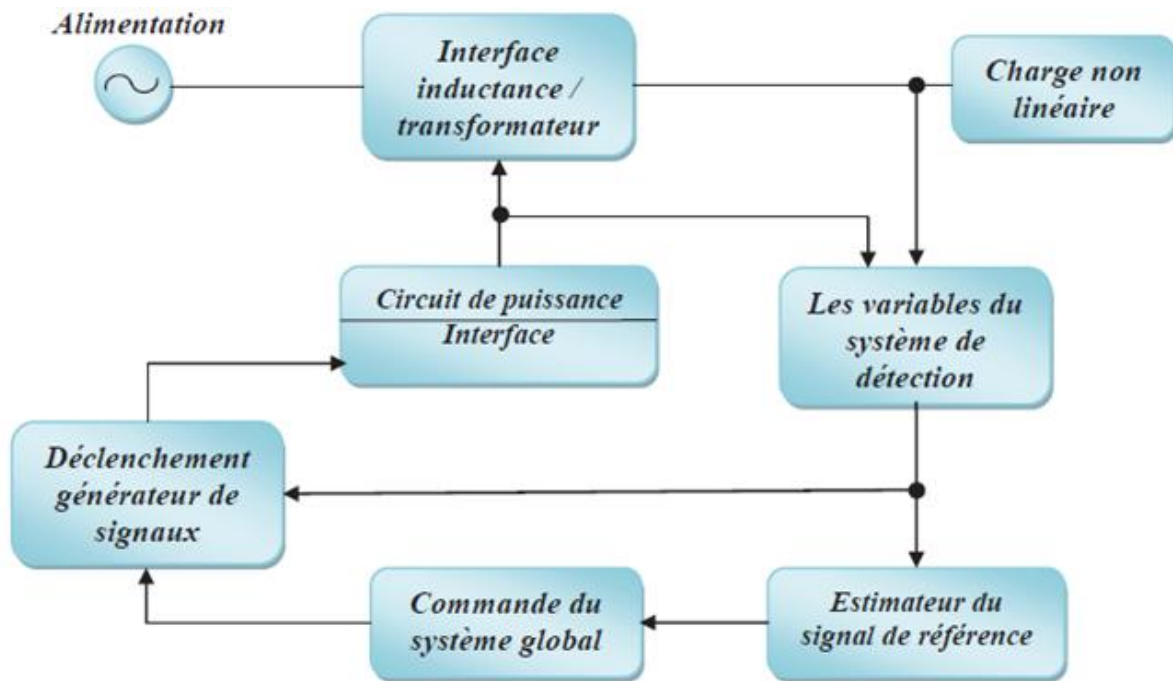 Alimentation
Interface
inductance /
transformateur
Charge non
linéaire
Circuit de puissance
Interface
Les variables du
système de
détection
Déclenchement
générateur de
signaux
Commande du
système global
Estimateur du
signal de référence